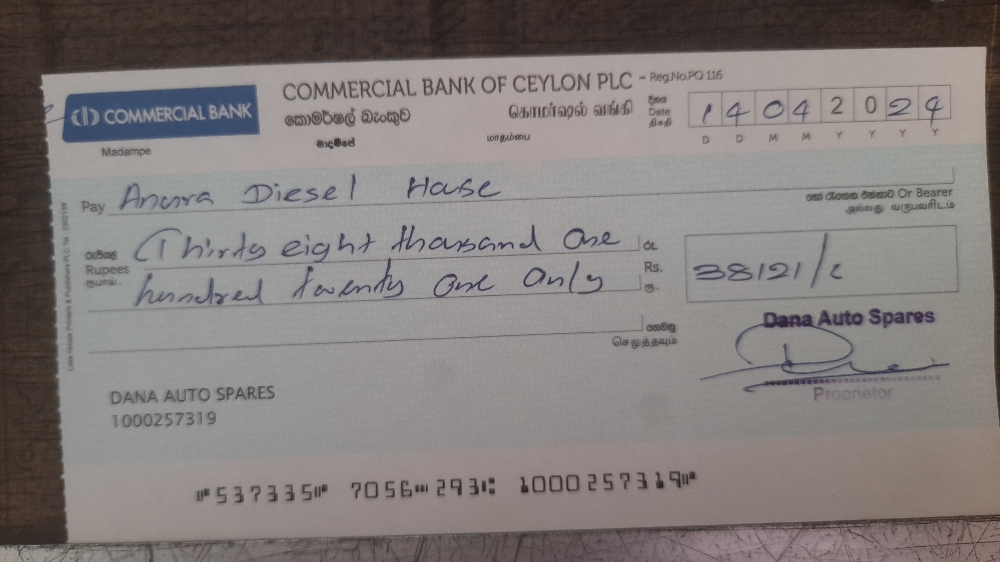 COMMERCIAL BANK
COMMERCIAL BANK OF CEYLON PLC - Reg.No.PQ 116
කොමර්ෂල් බැංකුව
கொமர்ஷல் வங்கி
Madampe
මාදම්පේ
மாதம்பை
දිනය
Date
திகதி
1 4 0 4 2 0 2 4
D D M M Y Y Y Y
Pay Anura Diesel House
හෝ රැගෙන එන්නාට Or Bearer
அல்லது வருபவரிடம்
රුපියල්
Rupees
ரூபாய்
Thirty eight thousand One
hundred twenty one only
රු.
Rs.
ரூ.
38121/c
ගෙවනු
செலுத்தவும்
Dana Auto Spares
Proprietor
DANA AUTO SPARES
1000257319
⑈537335⑈ 7056⑉293⑆ 1000257319⑈